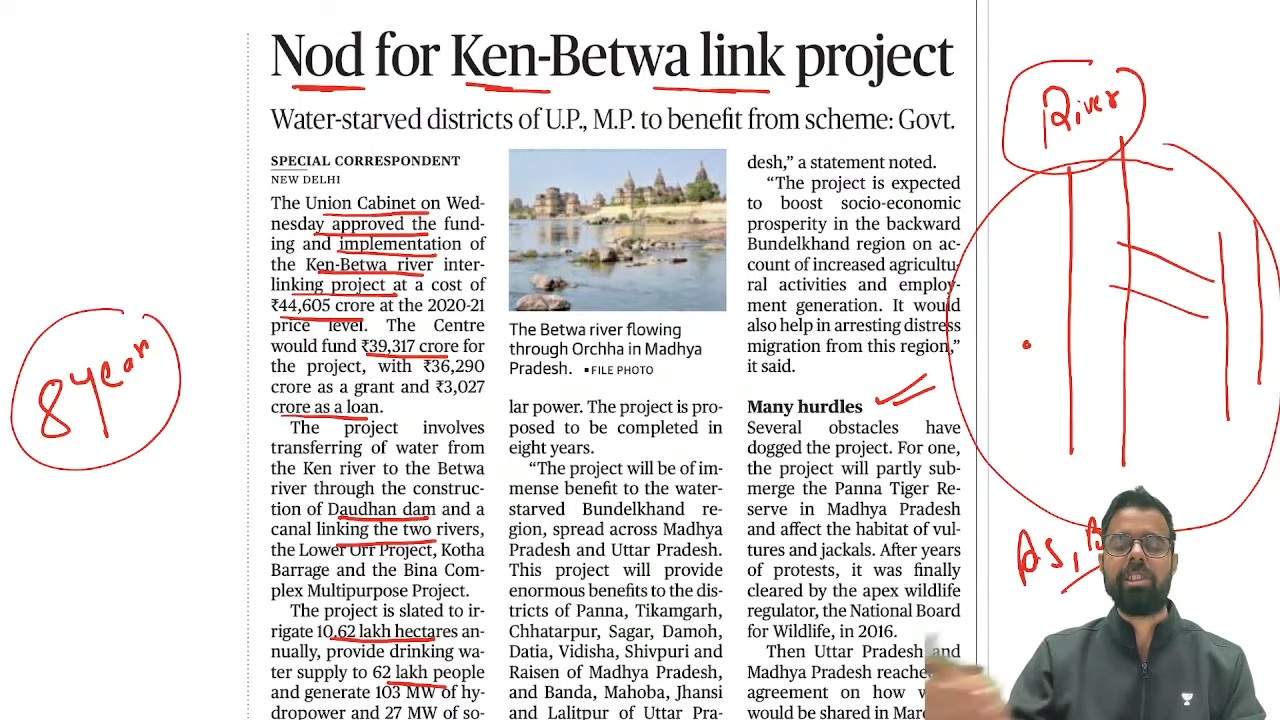 Nod for Ken-Betwa link project
Water-starved districts of U.P., M.P. to benefit from scheme: Govt.
SPECIAL CORRESPONDENT
NEW DELHI
The Union Cabinet on Wed-
nesday approved the fund-
ing and implementation of
the Ken-Betwa river inter-
linking project at a cost of
₹44,605 crore at the 2020-21
price level. The Centre
would fund ₹39,317 crore for
the project, with ₹36,290
crore as a grant and ₹3,027
crore as a loan.
The project involves
transferring of water from
the Ken river to the Betwa
river through the construc-
tion of Daudhan dam and a
canal linking the two rivers,
the Lower Orr Project, Kotha
Barrage and the Bina Com-
plex Multipurpose Project.
The project is slated to ir-
rigate 10.62 lakh hectares an-
nually, provide drinking wa-
ter supply to 62 lakh people
and generate 103 MW of hy-
dropower and 27 MW of so-
The Betwa river flowing
through Orchha in Madhya
Pradesh. ▪FILE PHOTO
lar power. The project is pro-
posed to be completed in
eight years.
"The project will be of im-
mense benefit to the water-
starved Bundelkhand re-
gion, spread across Madhya
Pradesh and Uttar Pradesh.
This project will provide
enormous benefits to the dis-
tricts of Panna, Tikamgarh,
Chhatarpur, Sagar, Damoh,
Datia, Vidisha, Shivpuri and
Raisen of Madhya Pradesh,
and Banda, Mahoba, Jhansi
and Lalitpur of Uttar Pra-
desh," a statement noted.
"The project is expected
to boost socio-economic
prosperity in the backward
Bundelkhand region on ac-
count of increased agricultu-
ral activities and employ-
ment generation. It would
also help in arresting distress
migration from this region,"
it said.
Many hurdles
Several obstacles have
dogged the project. For one,
the project will partly sub-
merge the Panna Tiger Re-
serve in Madhya Pradesh
and affect the habitat of vul-
tures and jackals. After years
of protests, it was finally
cleared by the apex wildlife
regulator, the National Board
for Wildlife, in 2016.
Then Uttar Pradesh and
Madhya Pradesh reached
agreement on how
would be shared in
8 year
River
AS, B